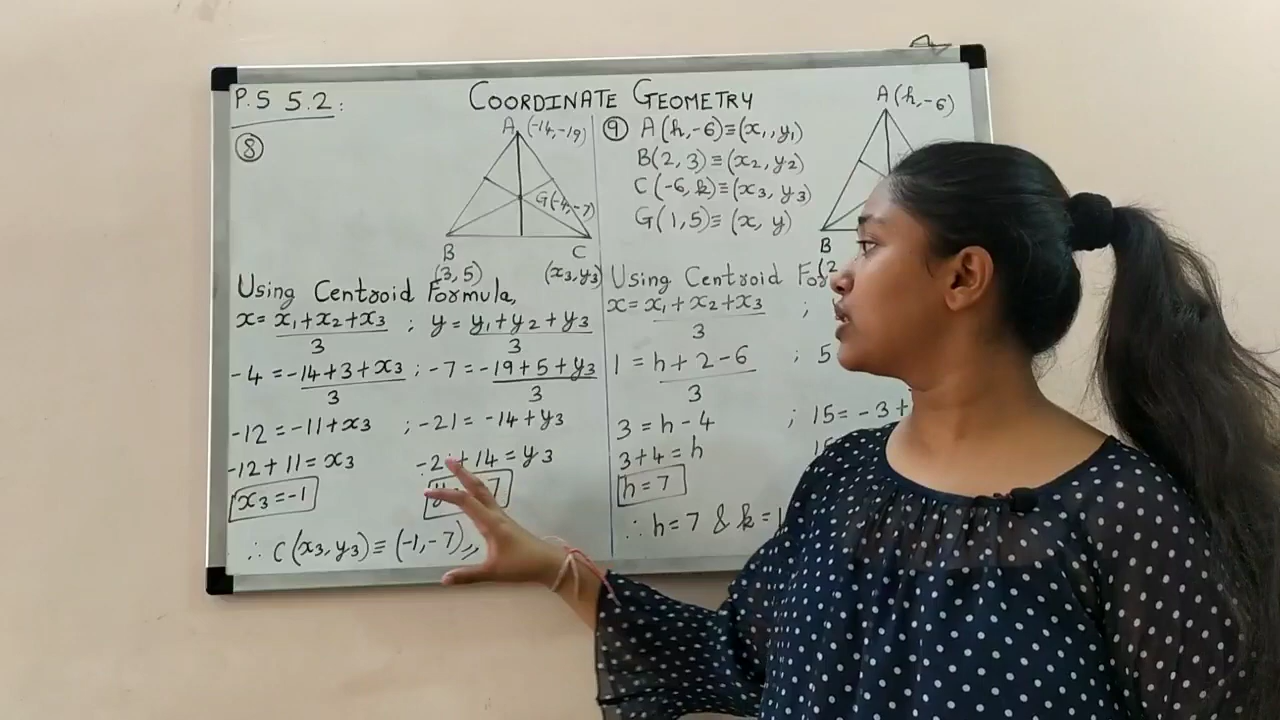 P.S 5.2:
COORDINATE GEOMETRY
⑧
A (-14,-19)
G(-4,-7)
B
C
(3,5)
(x₃,y₃)
Using Centroid Formula,
x = x₁+x₂+x₃/3 ; y = y₁+y₂+y₃/3
-4 = -14+3+x₃/3 ; -7 = -19+5+y₃/3
-12 = -11+x₃ ; -21 = -14+y₃
-12+11 = x₃
+14 = y₃
x₃ = -1
7
∴ C(x₃,y₃) ≡ (-1,-7)
⑨ A(h,-6) ≡ (x₁,y₁)
B(2,3) ≡ (x₂,y₂)
C(-6,k) ≡ (x₃,y₃)
G(1,5) ≡ (x,y)
A(h,-6)
B
(2
Using Centroid For
x = x₁+x₂+x₃/3 ;
1 = h+2-6/3 ; 5
3 = h-4 ; 15 = -3+
3+4 = h
h = 7
∴ h = 7 & k =